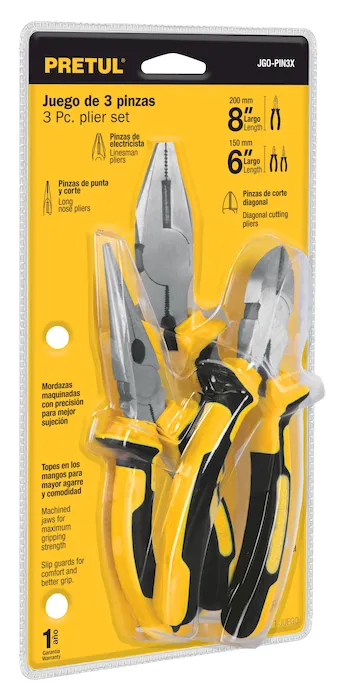 PRETUL®
JGO-PIN3X
Juego de 3 pinzas
3 Pc. plier set
200 mm
8" Largo
Length
150 mm
6" Largo
Length
Pinzas de
electricista
Linesman
pliers
Pinzas de punta
y corte
Long
nose pliers
Pinzas de corte
diagonal
Diagonal cutting
pliers
Mordazas
maquinadas
con precisión
para mejor
sujeción
Topes en los
mangos para
mayor agarre
y comodidad
Machined
jaws for
maximum
gripping
strength
Slip guards for
comfort and
better grip.
1 año
Garantía
Warranty